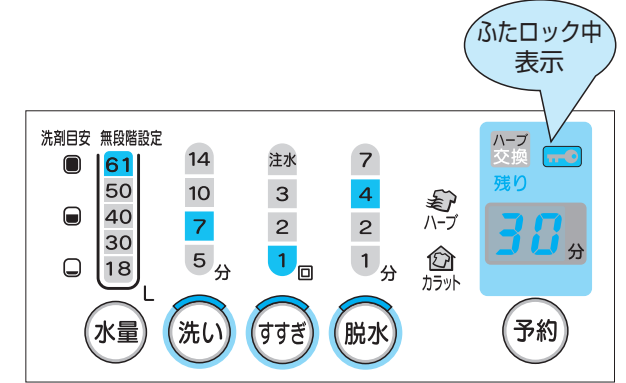 ふたロック中
表示
洗剤目安 無段階設定
61
50
40
30
18
L
水量
14
10
7
5
分
洗い
注水
3
2
1
回
すすぎ
7
4
2
1
分
脱水
ハーブ
カラット
ハーブ
交換
残り
30
分
予約